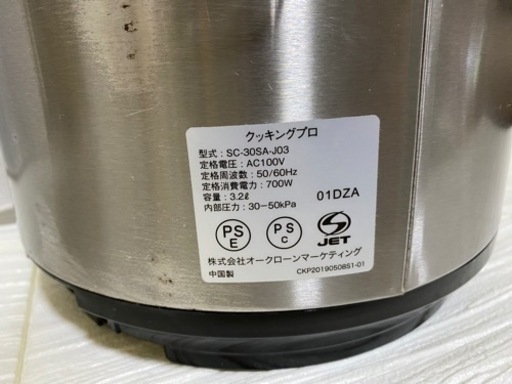 クッキングプロ
型式：SC-30SA-J03
定格電圧：AC100V
定格周波数：50/60Hz
定格消費電力：700W
容量：3.2ℓ
内部圧力：30-50kPa
01DZA
PS
E
PS
C
JET
株式会社オークローンマーケティング
中国製
CKP20190508S1-01